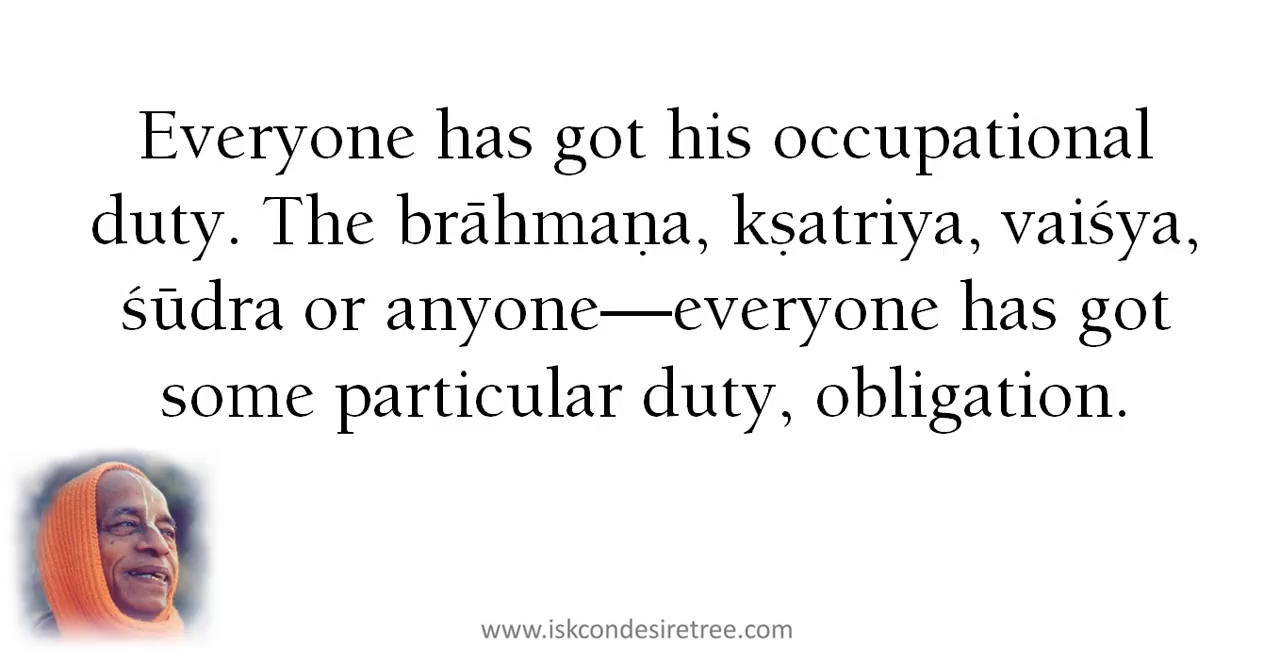 Everyone has got his occupational
duty. The brāhmaṇa, kṣatriya, vaiśya,
śūdra or anyone—everyone has got
some particular duty, obligation.
www.iskcondesiretree.com